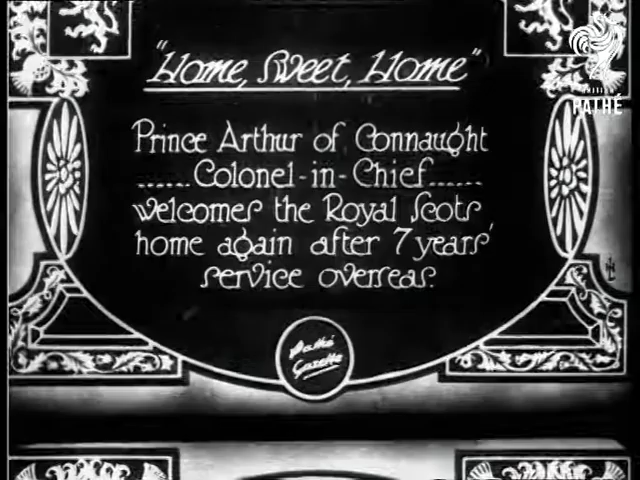 "Home, Sweet, Home"
Prince Arthur of Connaught
......Colonel-in-Chief......
welcomes the Royal Scots
home again after 7 years'
service overseas.
Pathé
Gazette
BRITISH
PATHÉ